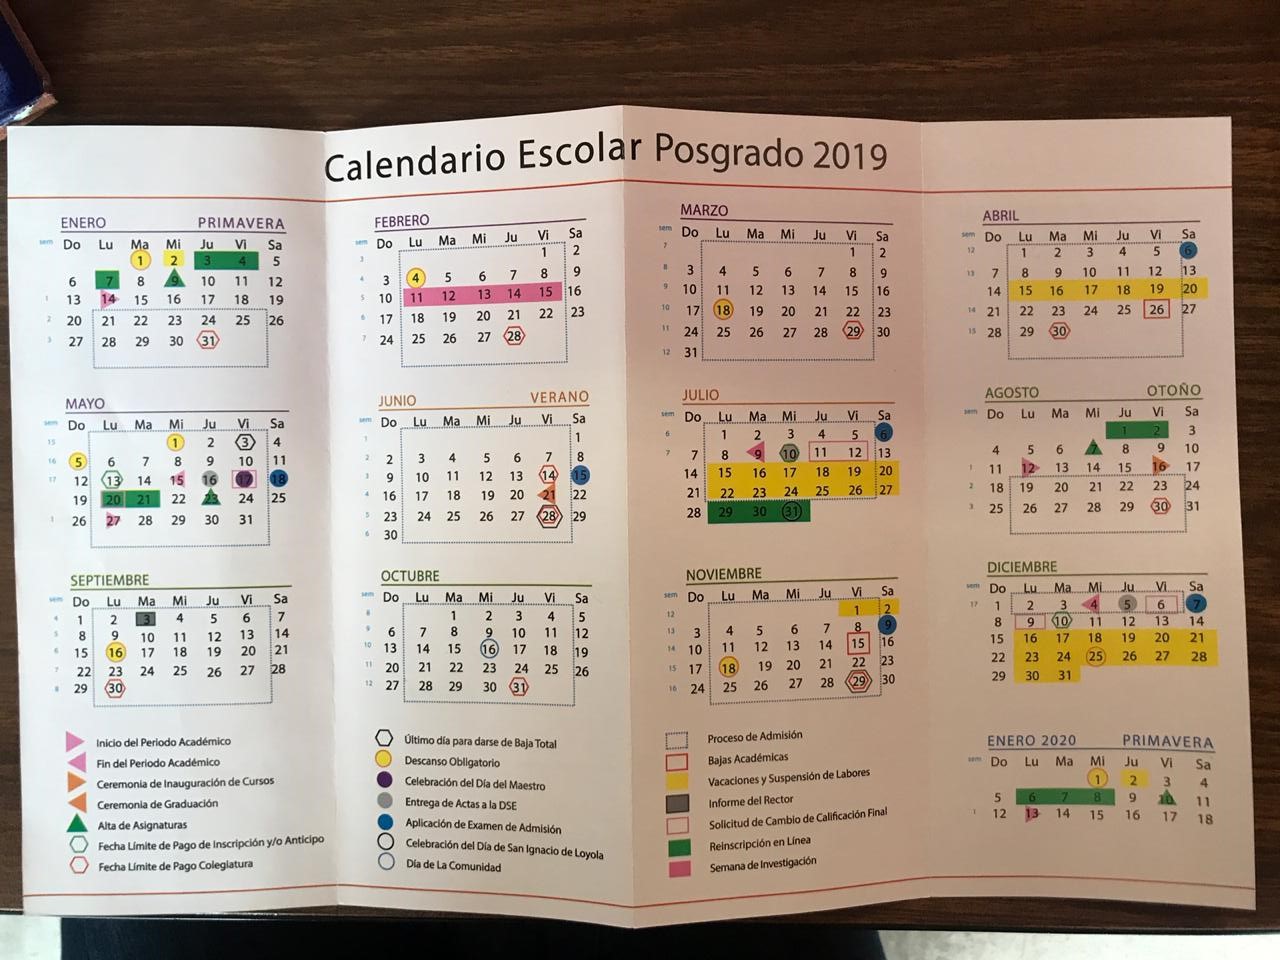 Calendario Escolar Posgrado 2019
ENERO PRIMAVERA
sem Do Lu Ma Mi Ju Vi Sa
1 2 3 4 5
6 7 8 9 10 11 12
1 13 14 15 16 17 18 19
2 20 21 22 23 24 25 26
3 27 28 29 30 31
FEBRERO
sem Do Lu Ma Mi Ju Vi Sa
3 1 2
4 3 4 5 6 7 8 9
5 10 11 12 13 14 15 16
6 17 18 19 20 21 22 23
7 24 25 26 27 28
MARZO
sem Do Lu Ma Mi Ju Vi Sa
7 1 2
8 3 4 5 6 7 8 9
9 10 11 12 13 14 15 16
10 17 18 19 20 21 22 23
11 24 25 26 27 28 29 30
12 31
ABRIL
sem Do Lu Ma Mi Ju Vi Sa
12 1 2 3 4 5 6
13 7 8 9 10 11 12 13
14 15 16 17 18 19 20
14 21 22 23 24 25 26 27
15 28 29 30
MAYO
sem Do Lu Ma Mi Ju Vi Sa
15 1 2 3 4
16 5 6 7 8 9 10 11
17 12 13 14 15 16 17 18
19 20 21 22 23 24 25
1 26 27 28 29 30 31
JUNIO VERANO
sem Do Lu Ma Mi Ju Vi Sa
1 1
2 2 3 4 5 6 7 8
3 9 10 11 12 13 14 15
4 16 17 18 19 20 21 22
5 23 24 25 26 27 28 29
6 30
JULIO
sem Do Lu Ma Mi Ju Vi Sa
6 1 2 3 4 5 6
7 7 8 9 10 11 12 13
14 15 16 17 18 19 20
21 22 23 24 25 26 27
28 29 30 31
AGOSTO OTOÑO
sem Do Lu Ma Mi Ju Vi Sa
1 2 3
4 5 6 7 8 9 10
1 11 12 13 14 15 16 17
2 18 19 20 21 22 23 24
3 25 26 27 28 29 30 31
SEPTIEMBRE
sem Do Lu Ma Mi Ju Vi Sa
4 1 2 3 4 5 6 7
5 8 9 10 11 12 13 14
6 15 16 17 18 19 20 21
7 22 23 24 25 26 27 28
8 29 30
OCTUBRE
sem Do Lu Ma Mi Ju Vi Sa
8 1 2 3 4 5
9 6 7 8 9 10 11 12
10 13 14 15 16 17 18 19
11 20 21 22 23 24 25 26
12 27 28 29 30 31
NOVIEMBRE
sem Do Lu Ma Mi Ju Vi Sa
12 1 2
13 3 4 5 6 7 8 9
14 10 11 12 13 14 15 16
15 17 18 19 20 21 22 23
16 24 25 26 27 28 29 30
DICIEMBRE
sem Do Lu Ma Mi Ju Vi Sa
17 1 2 3 4 5 6 7
8 9 10 11 12 13 14
15 16 17 18 19 20 21
22 23 24 25 26 27 28
29 30 31
Inicio del Periodo Académico
Fin del Periodo Académico
Ceremonia de Inauguración de Cursos
Ceremonia de Graduación
Alta de Asignaturas
Fecha Límite de Pago de Inscripción y/o Anticipo
Fecha Límite de Pago Colegiatura
Último día para darse de Baja Total
Descanso Obligatorio
Celebración del Día del Maestro
Entrega de Actas a la DSE
Aplicación de Examen de Admisión
Celebración del Día de San Ignacio de Loyola
Día de La Comunidad
Proceso de Admisión
Bajas Académicas
Vacaciones y Suspensión de Labores
Informe del Rector
Solicitud de Cambio de Calificación Final
Reinscripción en Línea
Semana de Investigación
ENERO 2020 PRIMAVERA
sem Do Lu Ma Mi Ju Vi Sa
1 2 3 4
5 6 7 8 9 10 11
1 12 13 14 15 16 17 18